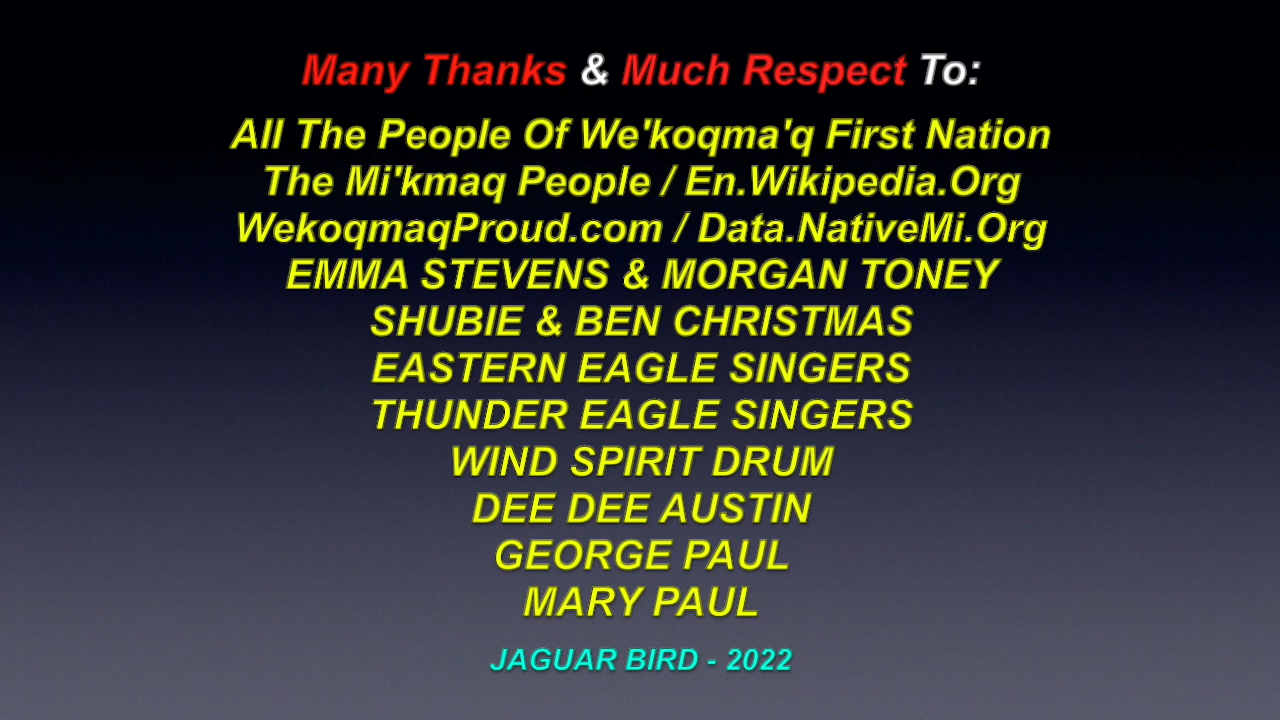 Many Thanks & Much Respect To:
All The People Of We'koqma'q First Nation
The Mi'kmaq People / En.Wikipedia.Org
WekoqmaqProud.com / Data.NativeMi.Org
EMMA STEVENS & MORGAN TONEY
SHUBIE & BEN CHRISTMAS
EASTERN EAGLE SINGERS
THUNDER EAGLE SINGERS
WIND SPIRIT DRUM
DEE DEE AUSTIN
GEORGE PAUL
MARY PAUL
JAGUAR BIRD - 2022